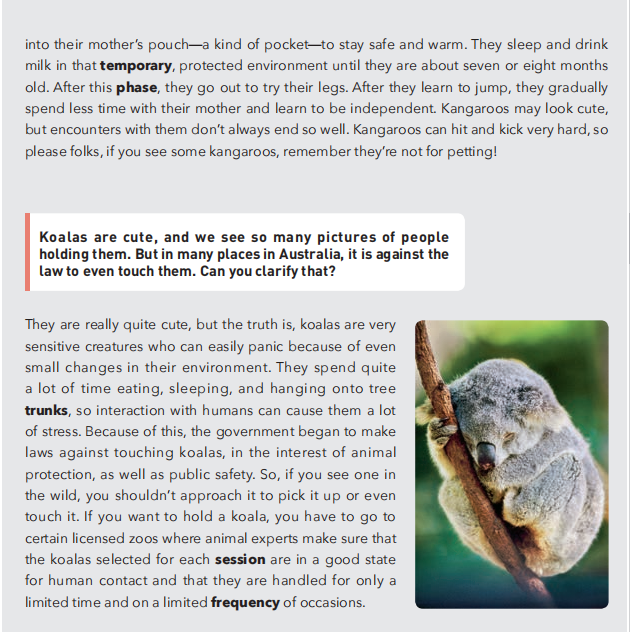 into their mother's pouch—a kind of pocket—to stay safe and warm. They sleep and drink
milk in that temporary, protected environment until they are about seven or eight months
old. After this phase, they go out to try their legs. After they learn to jump, they gradually
spend less time with their mother and learn to be independent. Kangaroos may look cute,
but encounters with them don't always end so well. Kangaroos can hit and kick very hard, so
please folks, if you see some kangaroos, remember they're not for petting!
Koalas are cute, and we see so many pictures of people
holding them. But in many places in Australia, it is against the
law to even touch them. Can you clarify that?
They are really quite cute, but the truth is, koalas are very
sensitive creatures who can easily panic because of even
small changes in their environment. They spend quite
a lot of time eating, sleeping, and hanging onto tree
trunks, so interaction with humans can cause them a lot
of stress. Because of this, the government began to make
laws against touching koalas, in the interest of animal
protection, as well as public safety. So, if you see one in
the wild, you shouldn't approach it to pick it up or even
touch it. If you want to hold a koala, you have to go to
certain licensed zoos where animal experts make sure that
the koalas selected for each session are in a good state
for human contact and that they are handled for only a
limited time and on a limited frequency of occasions.